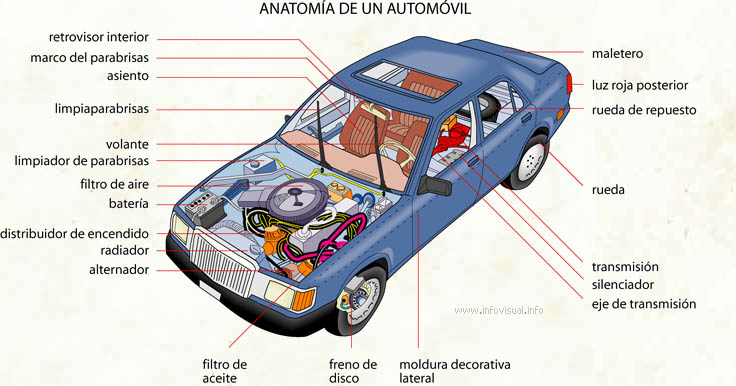 ANATOMÍA DE UN AUTOMÓVIL
retrovisor interior
marco del parabrisas
asiento
limpiaparabrisas
volante
limpiador de parabrisas
filtro de aire
batería
distribuidor de encendido
radiador
alternador
filtro de
aceite
freno de
disco
moldura decorativa
lateral
maletero
luz roja posterior
rueda de repuesto
rueda
transmisión
silenciador
eje de transmisión
www.infovisual.info